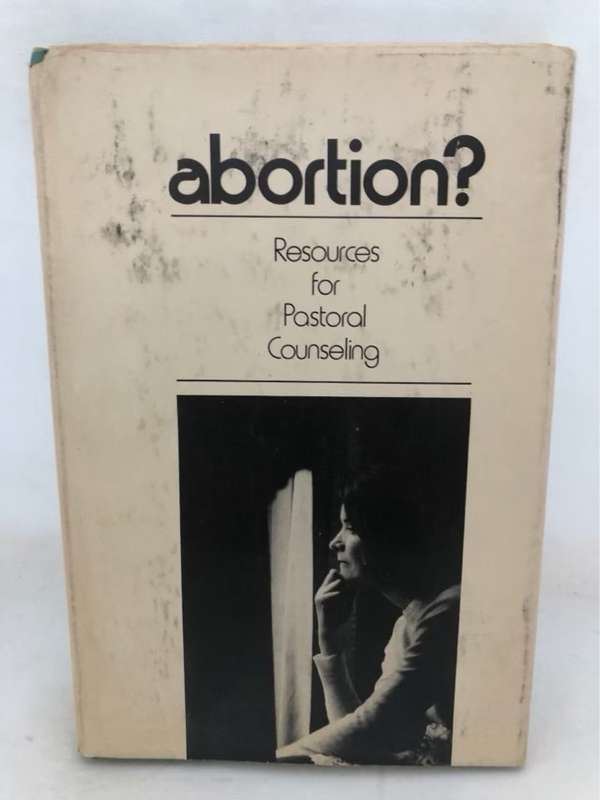 abortion?
Resources
for
Pastoral
Counseling